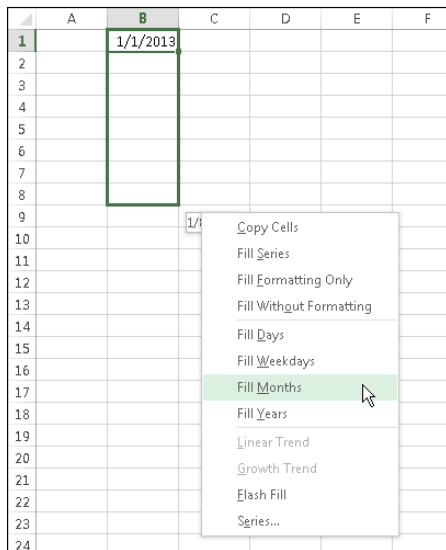 A B C D E F
1 1/1/2013
2
3
4
5
6
7
8
9 1/8
10
11
12
13
14
15
16
17
18
19
20
21
22
23
24
Copy Cells
Fill Series
Fill Formatting Only
Fill Without Formatting
Fill Days
Fill Weekdays
Fill Months
Fill Years
Linear Trend
Growth Trend
Flash Fill
Series...